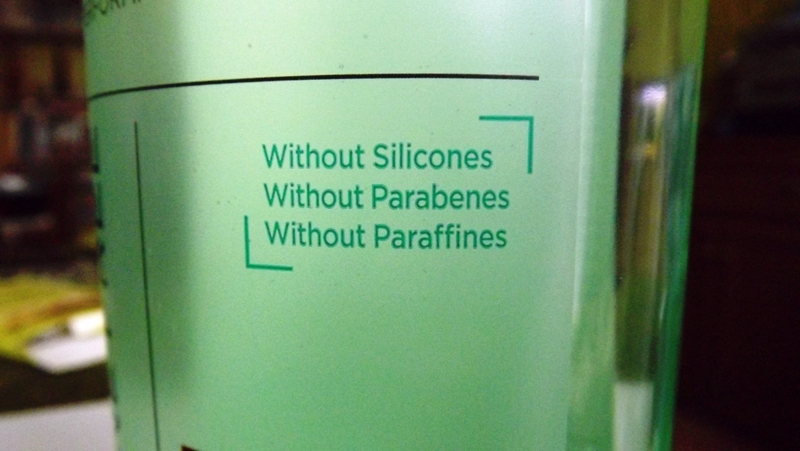 Without Silicones
Without Parabenes
Without Paraffines